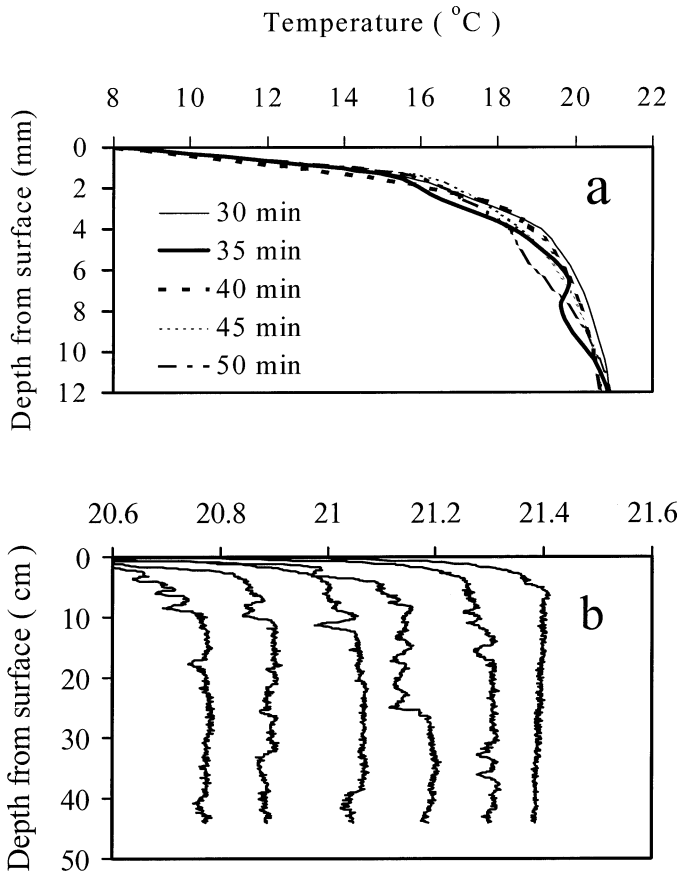 Temperature ( °C )
8 10 12 14 16 18 20 22
Depth from surface (mm)
0
2
4
6
8
10
12
a
30 min
35 min
40 min
45 min
50 min
20.6 20.8 21 21.2 21.4 21.6
Depth from surface ( cm )
0
10
20
30
40
50
b